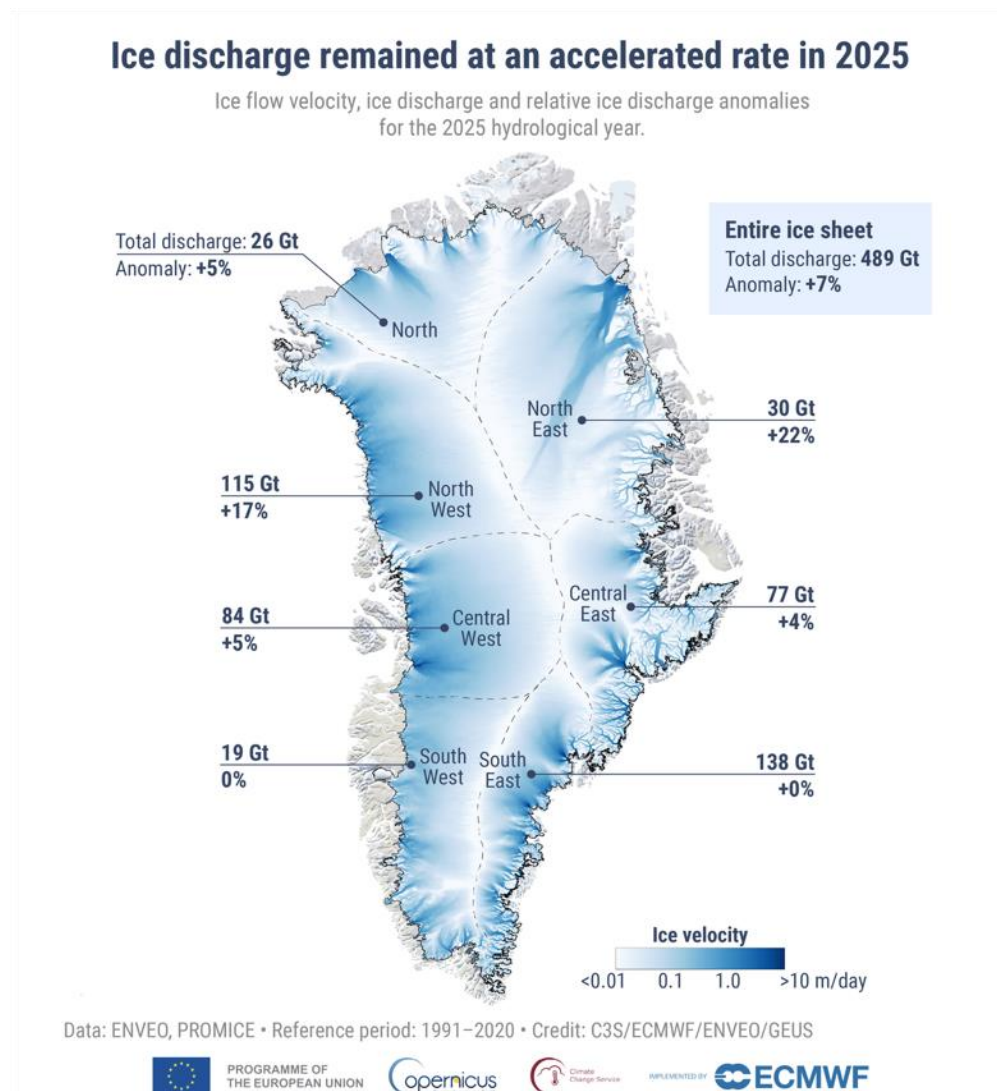 Ice discharge remained at an accelerated rate in 2025
Ice flow velocity, ice discharge and relative ice discharge anomalies
for the 2025 hydrological year.
Total discharge: 26 Gt
Anomaly: +5%
North
Entire ice sheet
Total discharge: 489 Gt
Anomaly: +7%
North
East
30 Gt
+22%
115 Gt
+17%
North
West
Central
East
77 Gt
+4%
84 Gt
+5%
Central
West
19 Gt
0%
South
West
South
East
138 Gt
+0%
Ice velocity
<0.01 0.1 1.0 >10 m/day
Data: ENVEO, PROMICE • Reference period: 1991–2020 • Credit: C3S/ECMWF/ENVEO/GEUS
PROGRAMME OF
THE EUROPEAN UNION
opernicus
Climate
Change Service
IMPLEMENTED BY
ECMWF